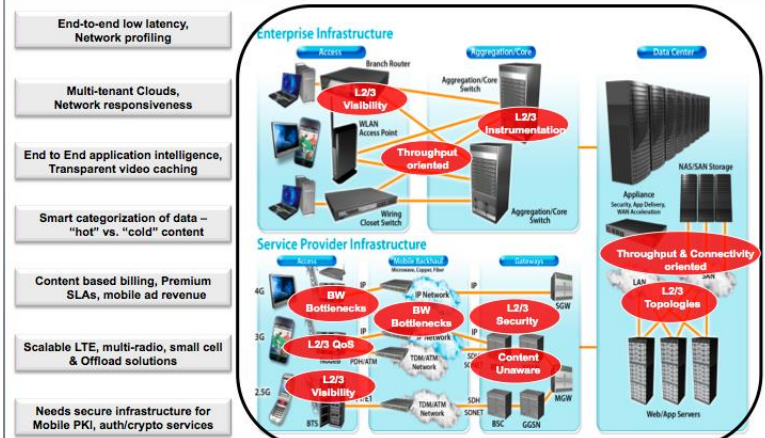 End-to-end low latency,
Network profiling
Multi-tenant Clouds,
Network responsiveness
End to End application intelligence,
Transparent video caching
Smart categorization of data –
"hot" vs. "cold" content
Content based billing, Premium
SLAs, mobile ad revenue
Scalable LTE, multi-radio, small cell
& Offload solutions
Needs secure infrastructure for
Mobile PKI, auth/crypto services
Enterprise Infrastructure
Access
Branch Router
L2/3
Visibility
WLAN
Access Point
Throughput
oriented
Wiring
Closet Switch
Aggregation/Core
Aggregation/Core
Switch
L2/3
Instrumentation
Aggregation/Core
Switch
Data Center
NAS/SAN Storage
Appliance
Security, App Delivery,
WAN Acceleration
Throughput & Connectivity
oriented
LAN
SAN
L2/3
Topologies
Web/App Servers
Service Provider Infrastructure
Access
Mobile Backhaul
Microwave, Copper, Fiber
Gateways
4G
IP
IP Network
IP
SGW
BW
Bottlenecks
BW
Bottlenecks
L2/3
Security
3G
IP
IP Network
L2/3 QoS
PDH/ATM
TDM/ATM
Network
Content
Unaware
2.5G
L2/3
Visibility
BTS
TDM/ATM
Network
SDH
SONET
BSC
GGSN
MGW